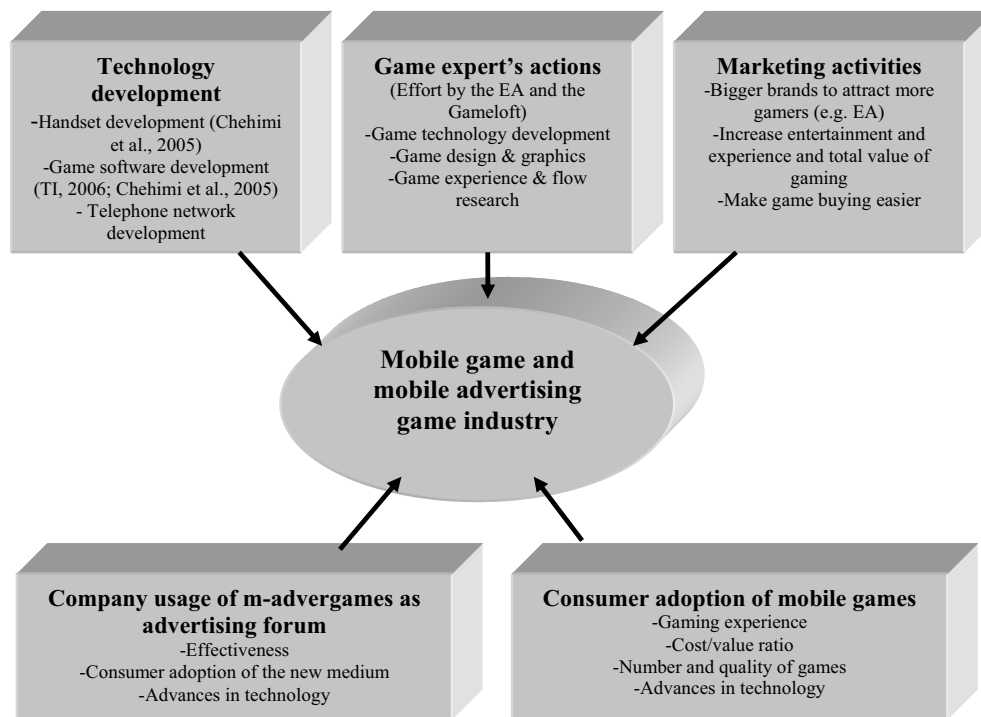 Technology
development
-Handset development (Chehimi
et al., 2005)
-Game software development
(TI, 2006; Chehimi et al., 2005)
- Telephone network
development
Game expert's actions
(Effort by the EA and the
Gameloft)
-Game technology development
-Game design & graphics
-Game experience & flow
research
Marketing activities
-Bigger brands to attract more
gamers (e.g. EA)
-Increase entertainment and
experience and total value of
gaming
-Make game buying easier
Mobile game and
mobile advertising
game industry
Company usage of m-advergames as
advertising forum
-Effectiveness
-Consumer adoption of the new medium
-Advances in technology
Consumer adoption of mobile games
-Gaming experience
-Cost/value ratio
-Number and quality of games
-Advances in technology